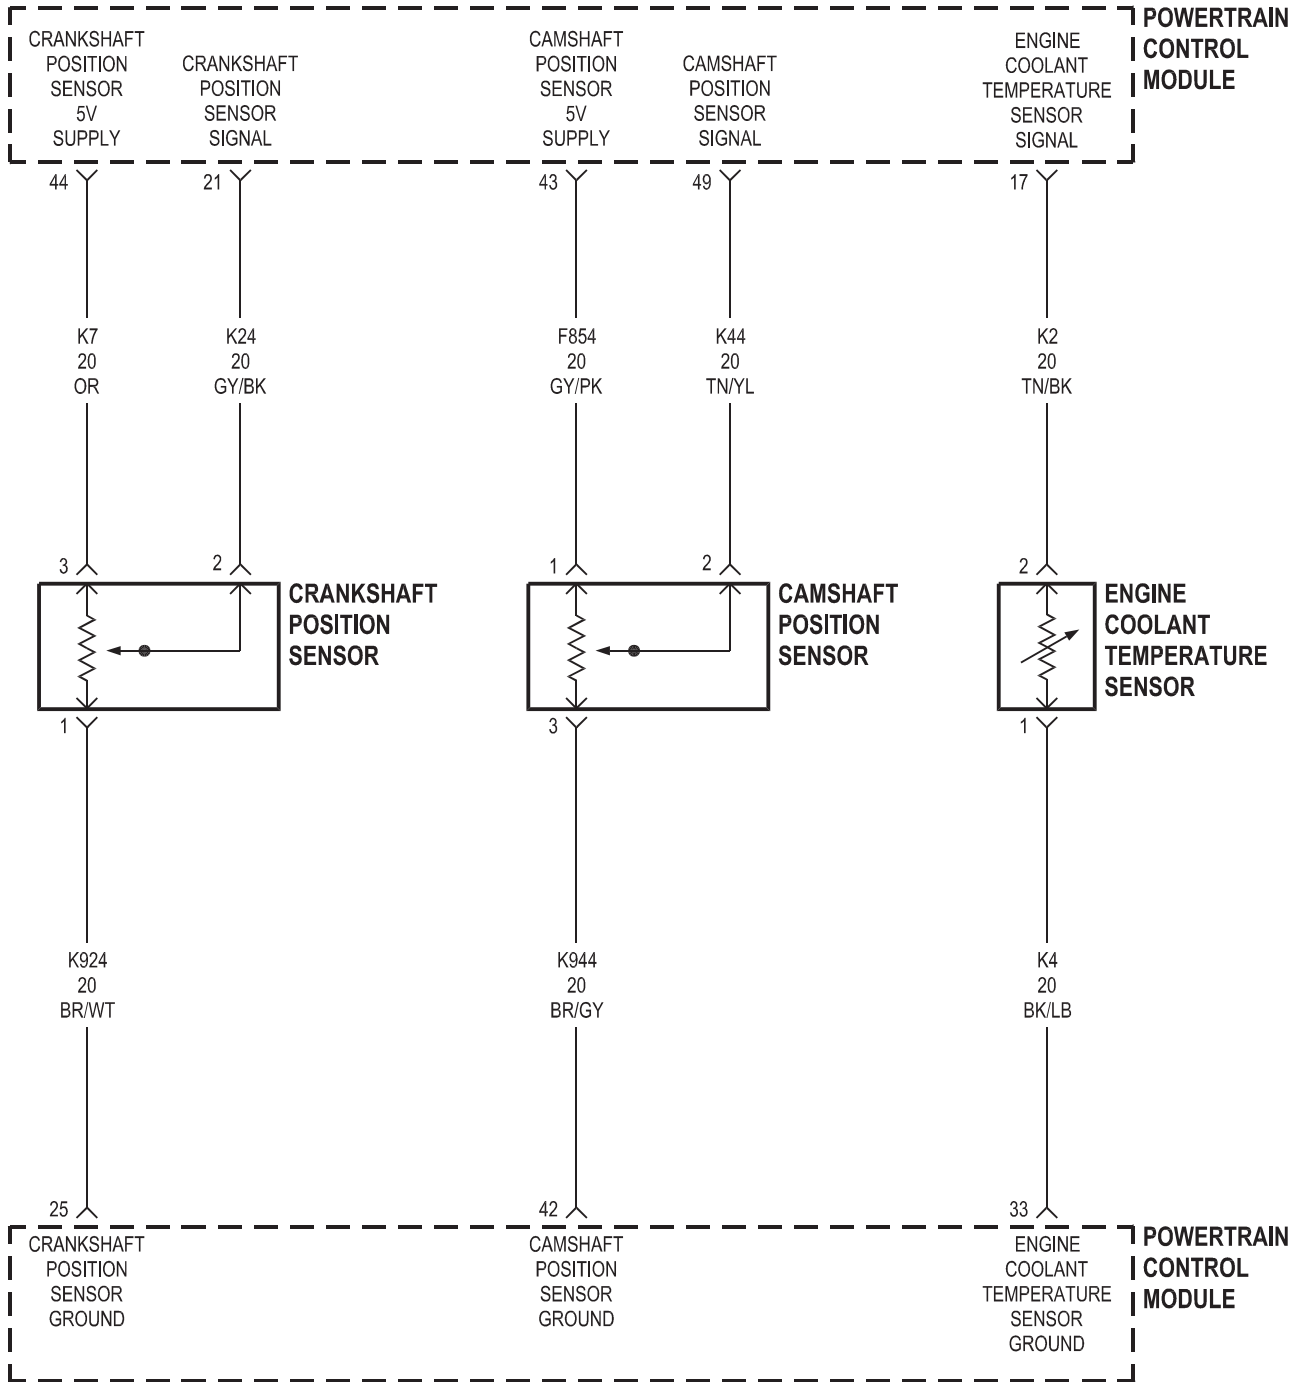 CRANKSHAFT
POSITION
SENSOR
5V
SUPPLY
CRANKSHAFT
POSITION
SENSOR
SIGNAL
CAMSHAFT
POSITION
SENSOR
5V
SUPPLY
CAMSHAFT
POSITION
SENSOR
SIGNAL
ENGINE
COOLANT
TEMPERATURE
SENSOR
SIGNAL
POWERTRAIN
CONTROL
MODULE
44
21
43
49
17
K7
20
OR
K24
20
GY/BK
F854
20
GY/PK
K44
20
TN/YL
K2
20
TN/BK
3
2
1
2
2
CRANKSHAFT
POSITION
SENSOR
CAMSHAFT
POSITION
SENSOR
ENGINE
COOLANT
TEMPERATURE
SENSOR
1
3
1
K924
20
BR/WT
K944
20
BR/GY
K4
20
BK/LB
25
42
33
CRANKSHAFT
POSITION
SENSOR
GROUND
CAMSHAFT
POSITION
SENSOR
GROUND
ENGINE
COOLANT
TEMPERATURE
SENSOR
GROUND
POWERTRAIN
CONTROL
MODULE